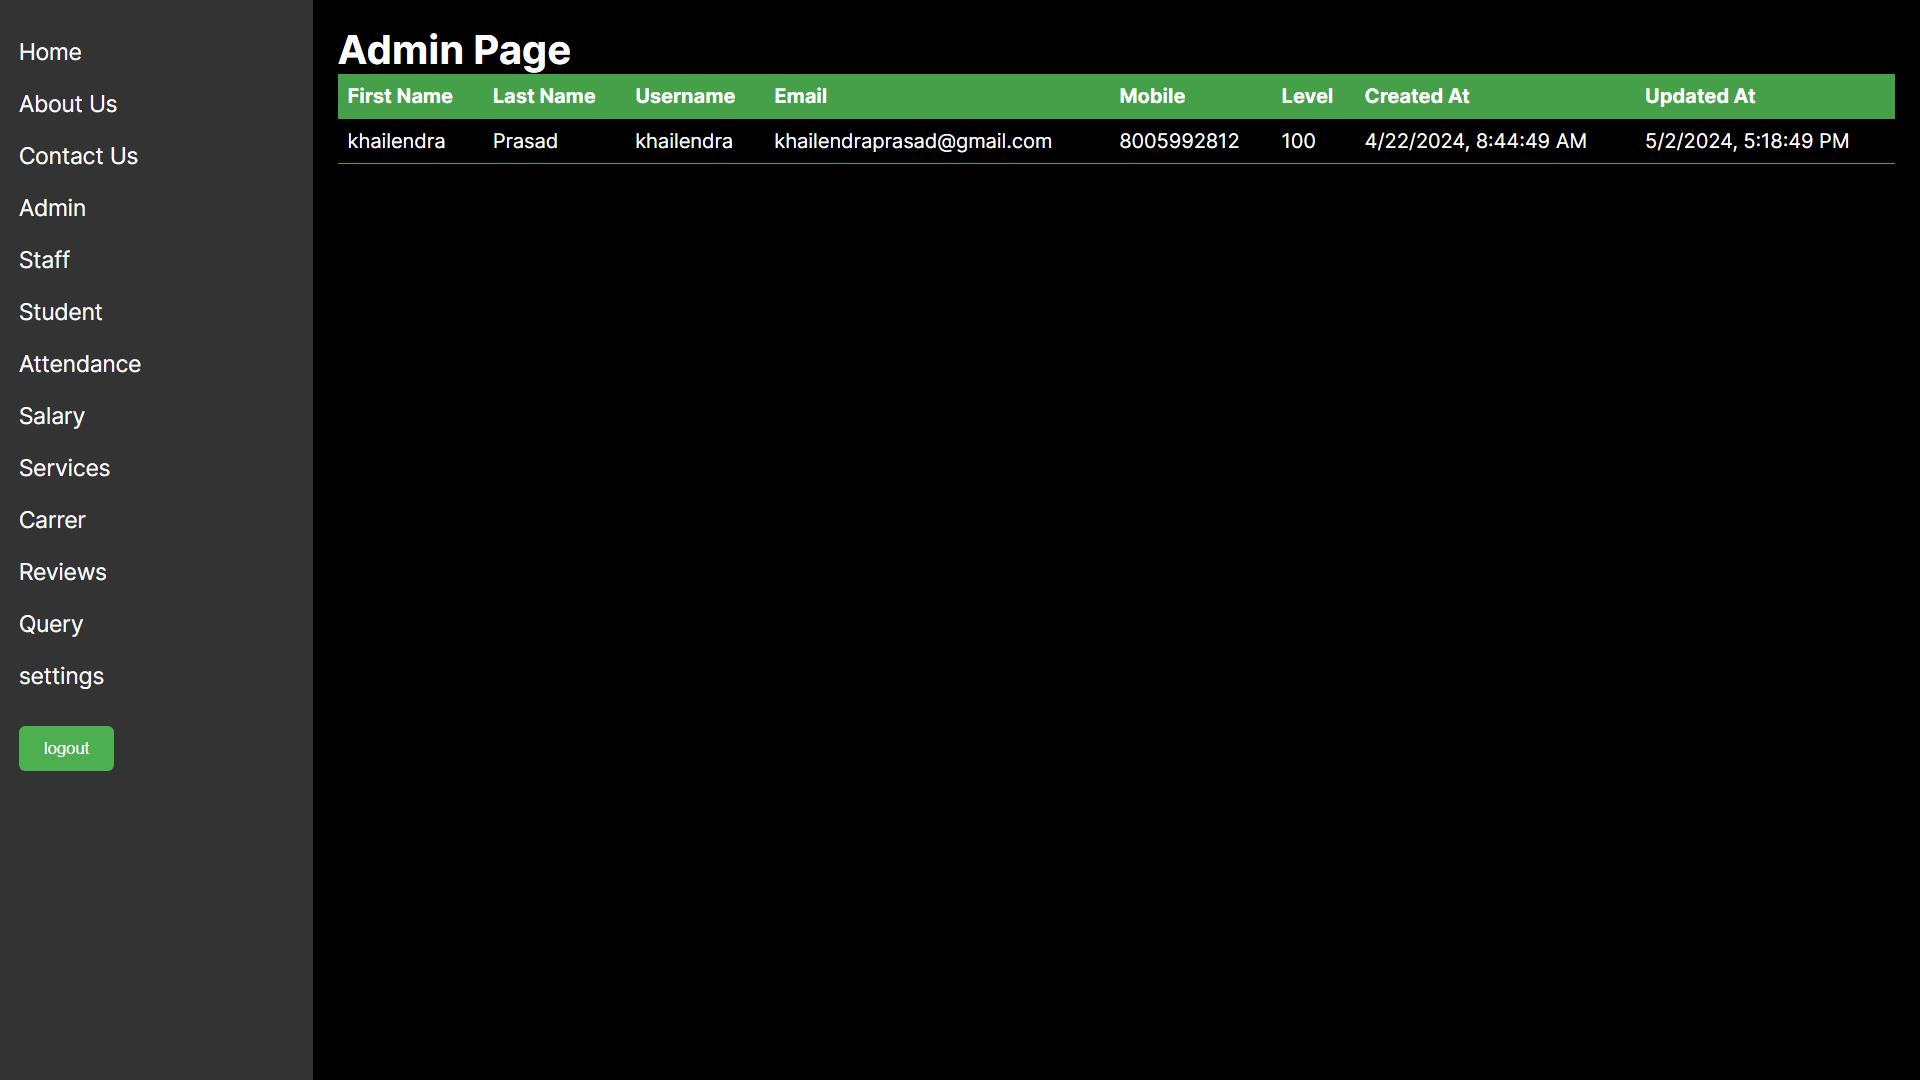 Home
About Us
Contact Us
Admin
Staff
Student
Attendance
Salary
Services
Carrer
Reviews
Query
settings
logout
Admin Page
First Name Last Name Username Email Mobile Level Created At Updated At
khailendra Prasad khailendra khailendraprasad@gmail.com 8005992812 100 4/22/2024, 8:44:49 AM 5/2/2024, 5:18:49 PM